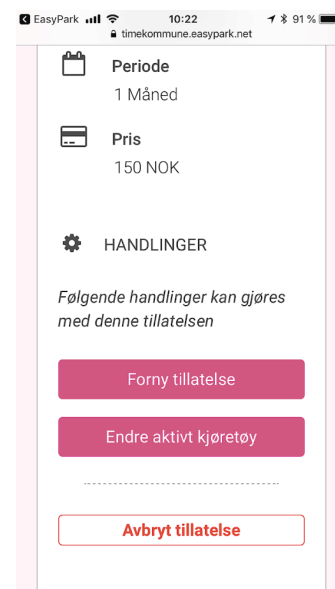 EasyPark 10:22 91 %
timekommune.easypark.net
Periode
1 Måned
Pris
150 NOK
HANDLINGER
Følgende handlinger kan gjøres
med denne tillatelsen
Forny tillatelse
Endre aktivt kjøretøy
Avbryt tillatelse